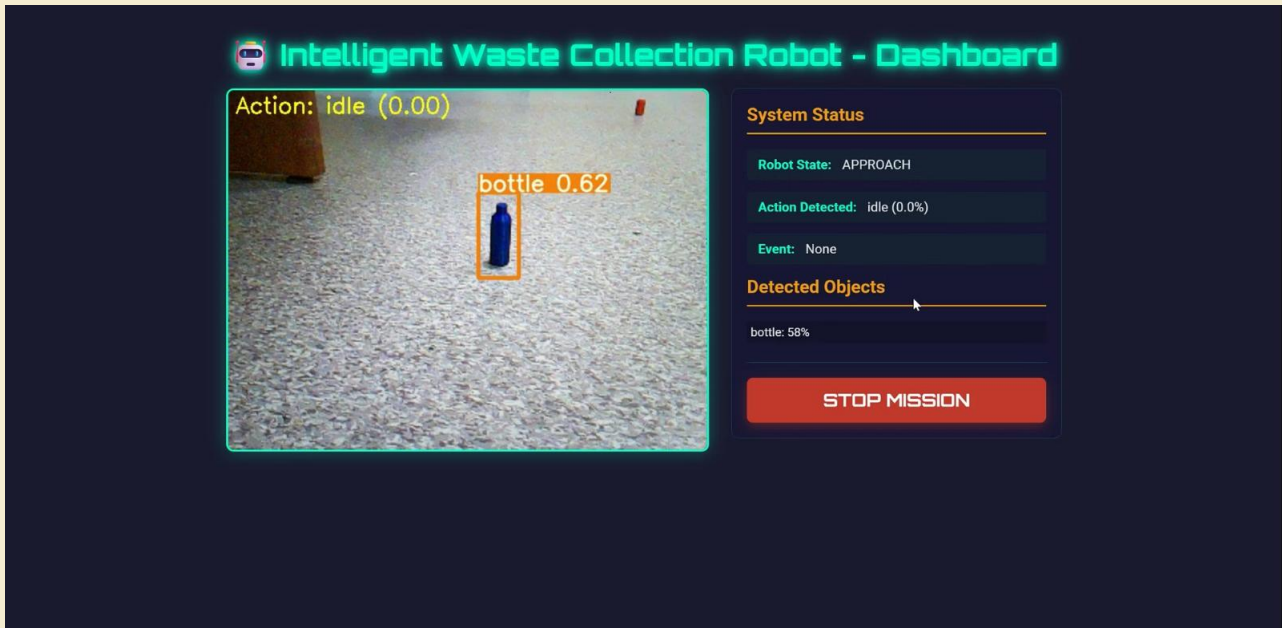 Intelligent Waste Collection Robot - Dashboard
Action: idle (0.00)
bottle 0.62
System Status
Robot State: APPROACH
Action Detected: idle (0.0%)
Event: None
Detected Objects
bottle: 58%
STOP MISSION